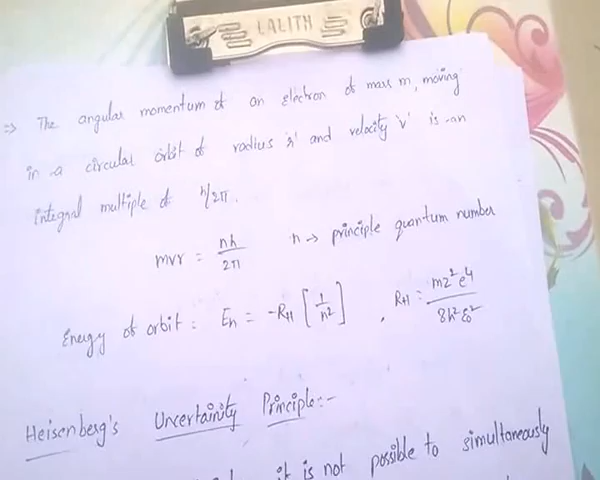 LALITH
=> The angular momentum of an electron of mass m, moving
in a circular orbit of radius 'r' and velocity 'v' is an
integral multiple of h/2π.
mvr = nh/2π n → principle quantum number
Energy of orbit : En = -RH [1/n²] , RH = mz²e⁴/8h²ε₀²
Heisenberg's Uncertainity Principle:-
it is not possible to simultaneously